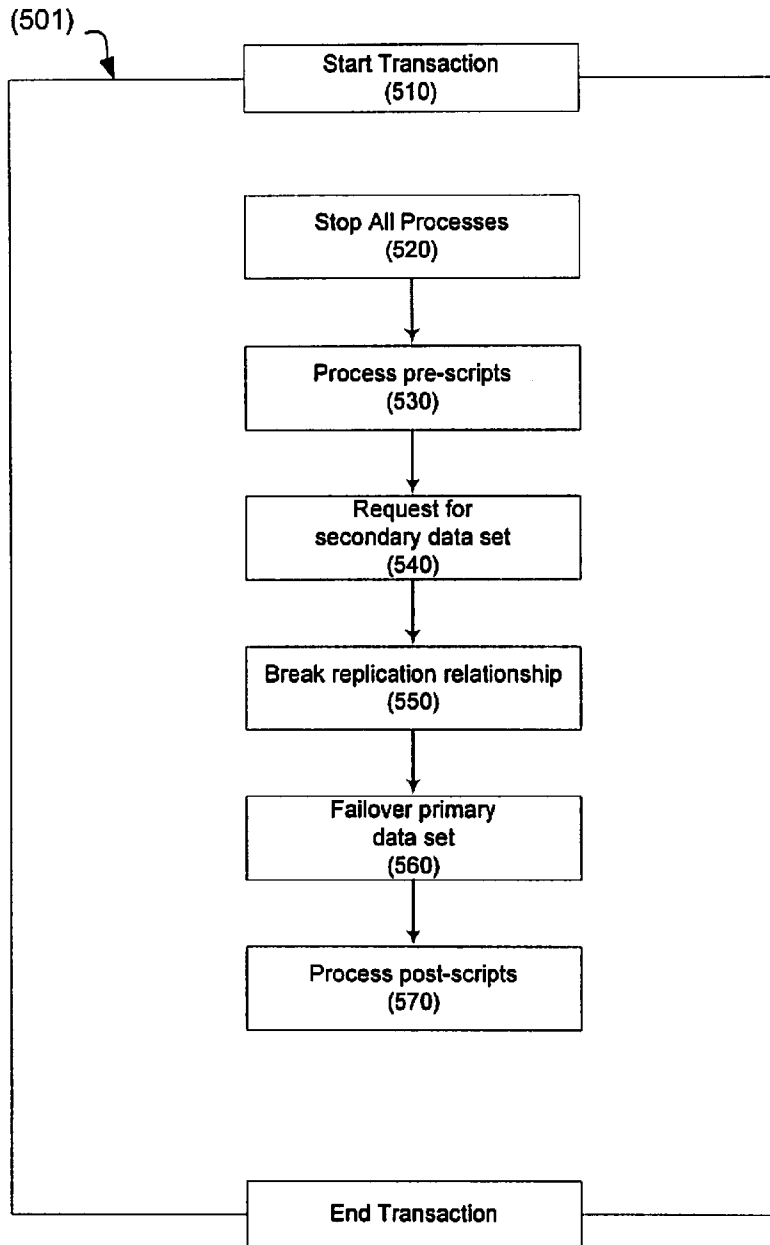 (501)
Start Transaction
(510)
Stop All Processes
(520)
Process pre-scripts
(530)
Request for
secondary data set
(540)
Break replication relationship
(550)
Failover primary
data set
(560)
Process post-scripts
(570)
End Transaction